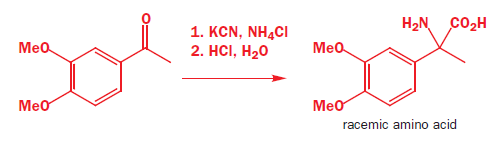 O
1. KCN, NH4Cl
2. HCl, H2O
MeO
MeO
H2N CO2H
MeO
MeO
racemic amino acid